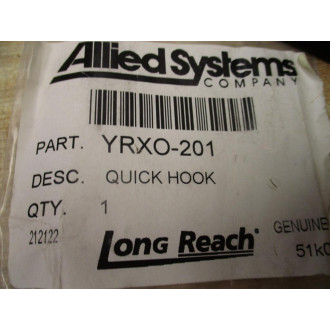 Allied Systems
COMPANY
PART. YRXO-201
DESC. QUICK HOOK
QTY. 1
212122
LONG REACH®
GENUINE
51k0